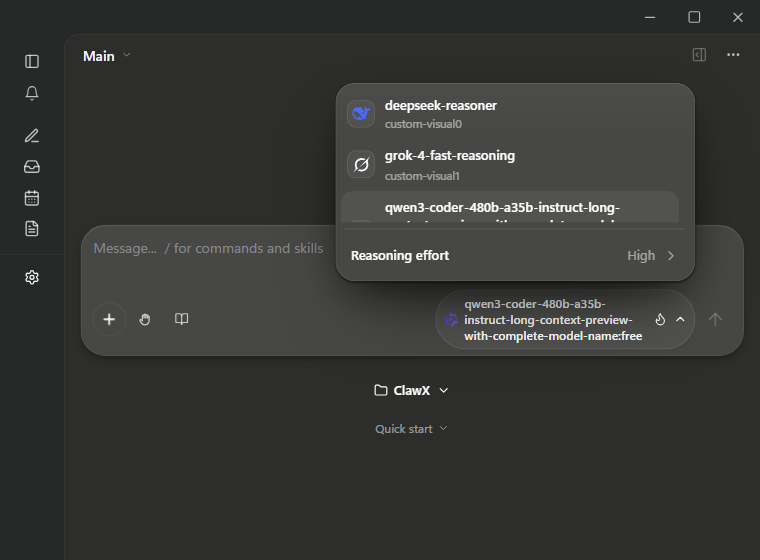 Main
deepseek-reasoner
custom-visual0
grok-4-fast-reasoning
custom-visual1
qwen3-coder-480b-a35b-instruct-long-
Reasoning effort High
Message... / for commands and skills
qwen3-coder-480b-a35b-
instruct-long-context-preview-
with-complete-model-name:free
ClawX
Quick start